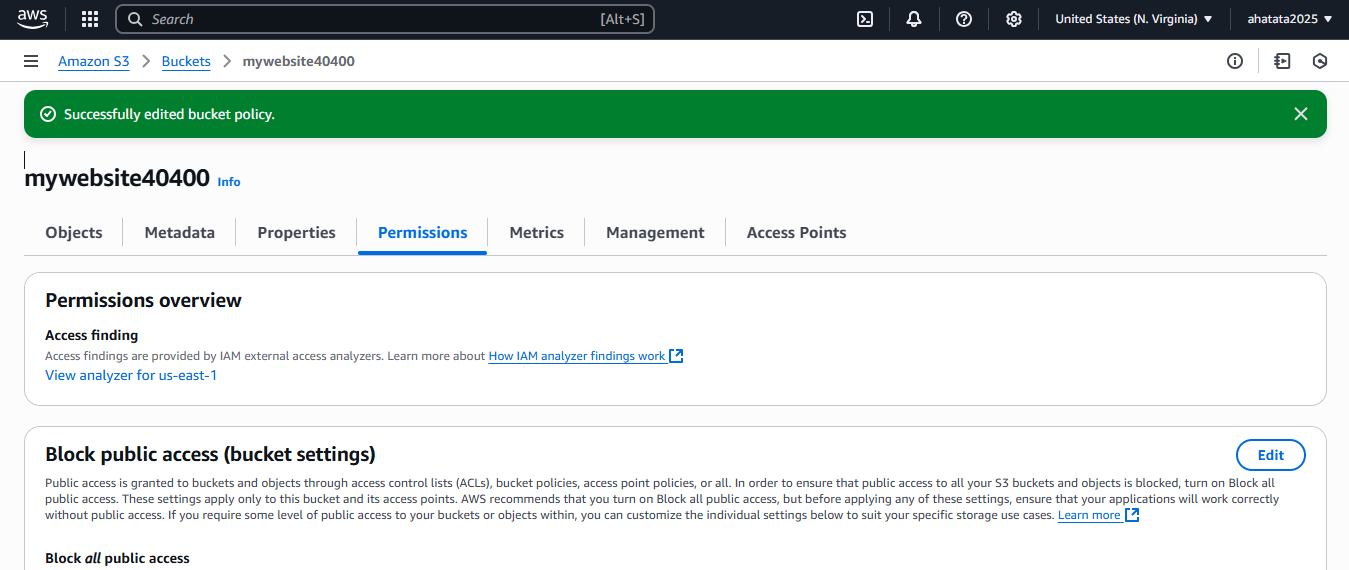 aws
Search [Alt+S] United States (N. Virginia) ahatata2025
Amazon S3 Buckets mywebsite40400
Successfully edited bucket policy.
mywebsite40400 Info
Objects Metadata Properties Permissions Metrics Management Access Points
Permissions overview
Access finding
Access findings are provided by IAM external access analyzers. Learn more about How IAM analyzer findings work
View analyzer for us-east-1
Block public access (bucket settings) Edit
Public access is granted to buckets and objects through access control lists (ACLs), bucket policies, access point policies, or all. In order to ensure that public access to all your S3 buckets and objects is blocked, turn on Block all
public access. These settings apply only to this bucket and its access points. AWS recommends that you turn on Block all public access, but before applying any of these settings, ensure that your applications will work correctly
without public access. If you require some level of public access to your buckets or objects within, you can customize the individual settings below to suit your specific storage use cases. Learn more
Block all public access